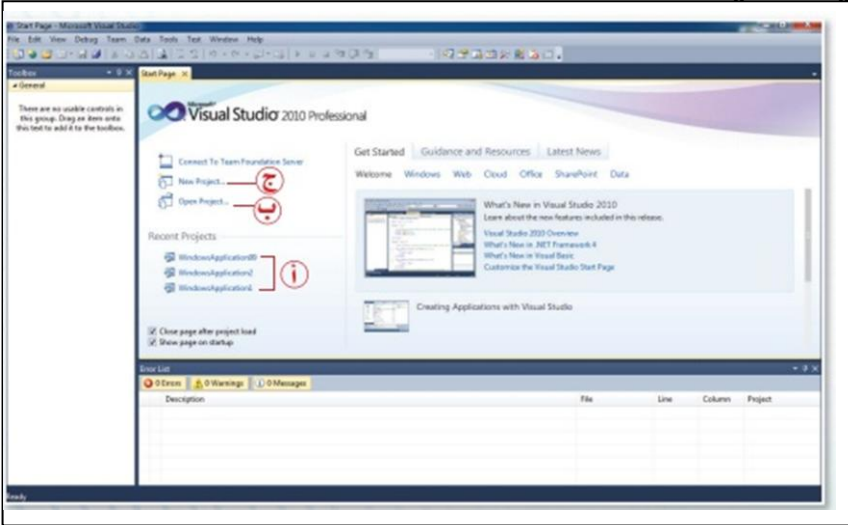 Start Page - Microsoft Visual Studio
File Edit View Debug Team Data Tools Test Window Help
Toolbox
General
There are no usable controls in
this group. Drag an item onto
this text to add it to the toolbox.
Start Page
Microsoft
Visual Studio 2010 Professional
Connect To Team Foundation Server
New Project...
ج
Open Project...
ب
Recent Projects
WindowsApplication2
WindowsApplication1
أ
Close page after project load
Show page on startup
Get Started Guidance and Resources Latest News
Welcome Windows Web Cloud Office SharePoint Data
What's New in Visual Studio 2010
Learn about the new features included in this release.
Visual Studio 2010 Overview
What's New in .NET Framework 4
What's New in Visual Basic
Customize the Visual Studio Start Page
Creating Applications with Visual Studio
Error List
0 Errors 0 Warnings 0 Messages
Description File Line Column Project
Ready